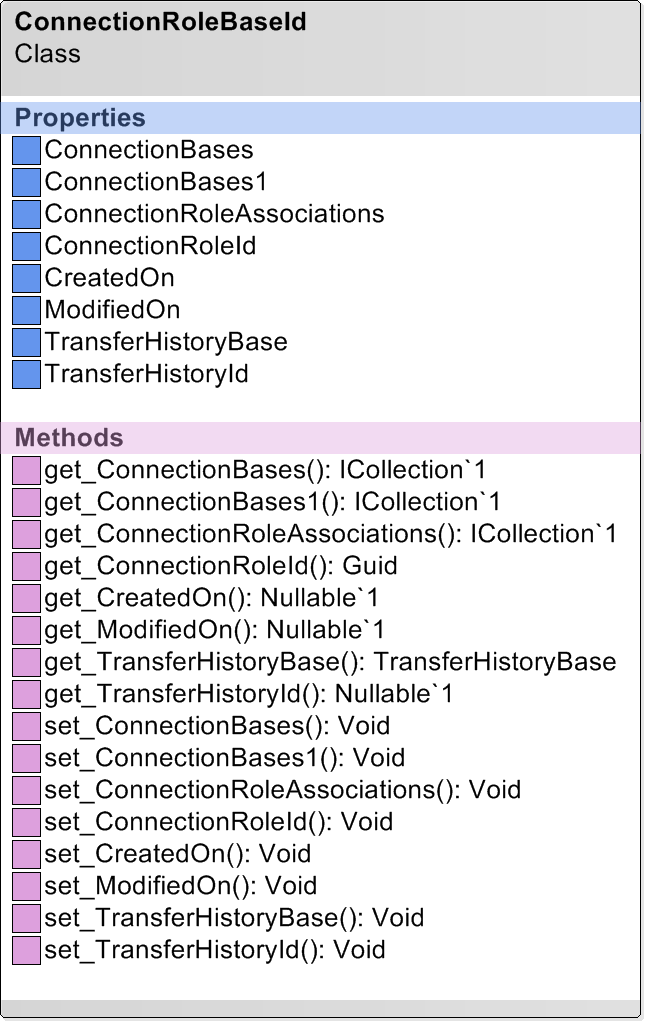 ConnectionRoleBaseId
Class
Properties
ConnectionBases
ConnectionBases1
ConnectionRoleAssociations
ConnectionRoleId
CreatedOn
ModifiedOn
TransferHistoryBase
TransferHistoryId
Methods
get_ConnectionBases(): ICollection`1
get_ConnectionBases1(): ICollection`1
get_ConnectionRoleAssociations(): ICollection`1
get_ConnectionRoleId(): Guid
get_CreatedOn(): Nullable`1
get_ModifiedOn(): Nullable`1
get_TransferHistoryBase(): TransferHistoryBase
get_TransferHistoryId(): Nullable`1
set_ConnectionBases(): Void
set_ConnectionBases1(): Void
set_ConnectionRoleAssociations(): Void
set_ConnectionRoleId(): Void
set_CreatedOn(): Void
set_ModifiedOn(): Void
set_TransferHistoryBase(): Void
set_TransferHistoryId(): Void